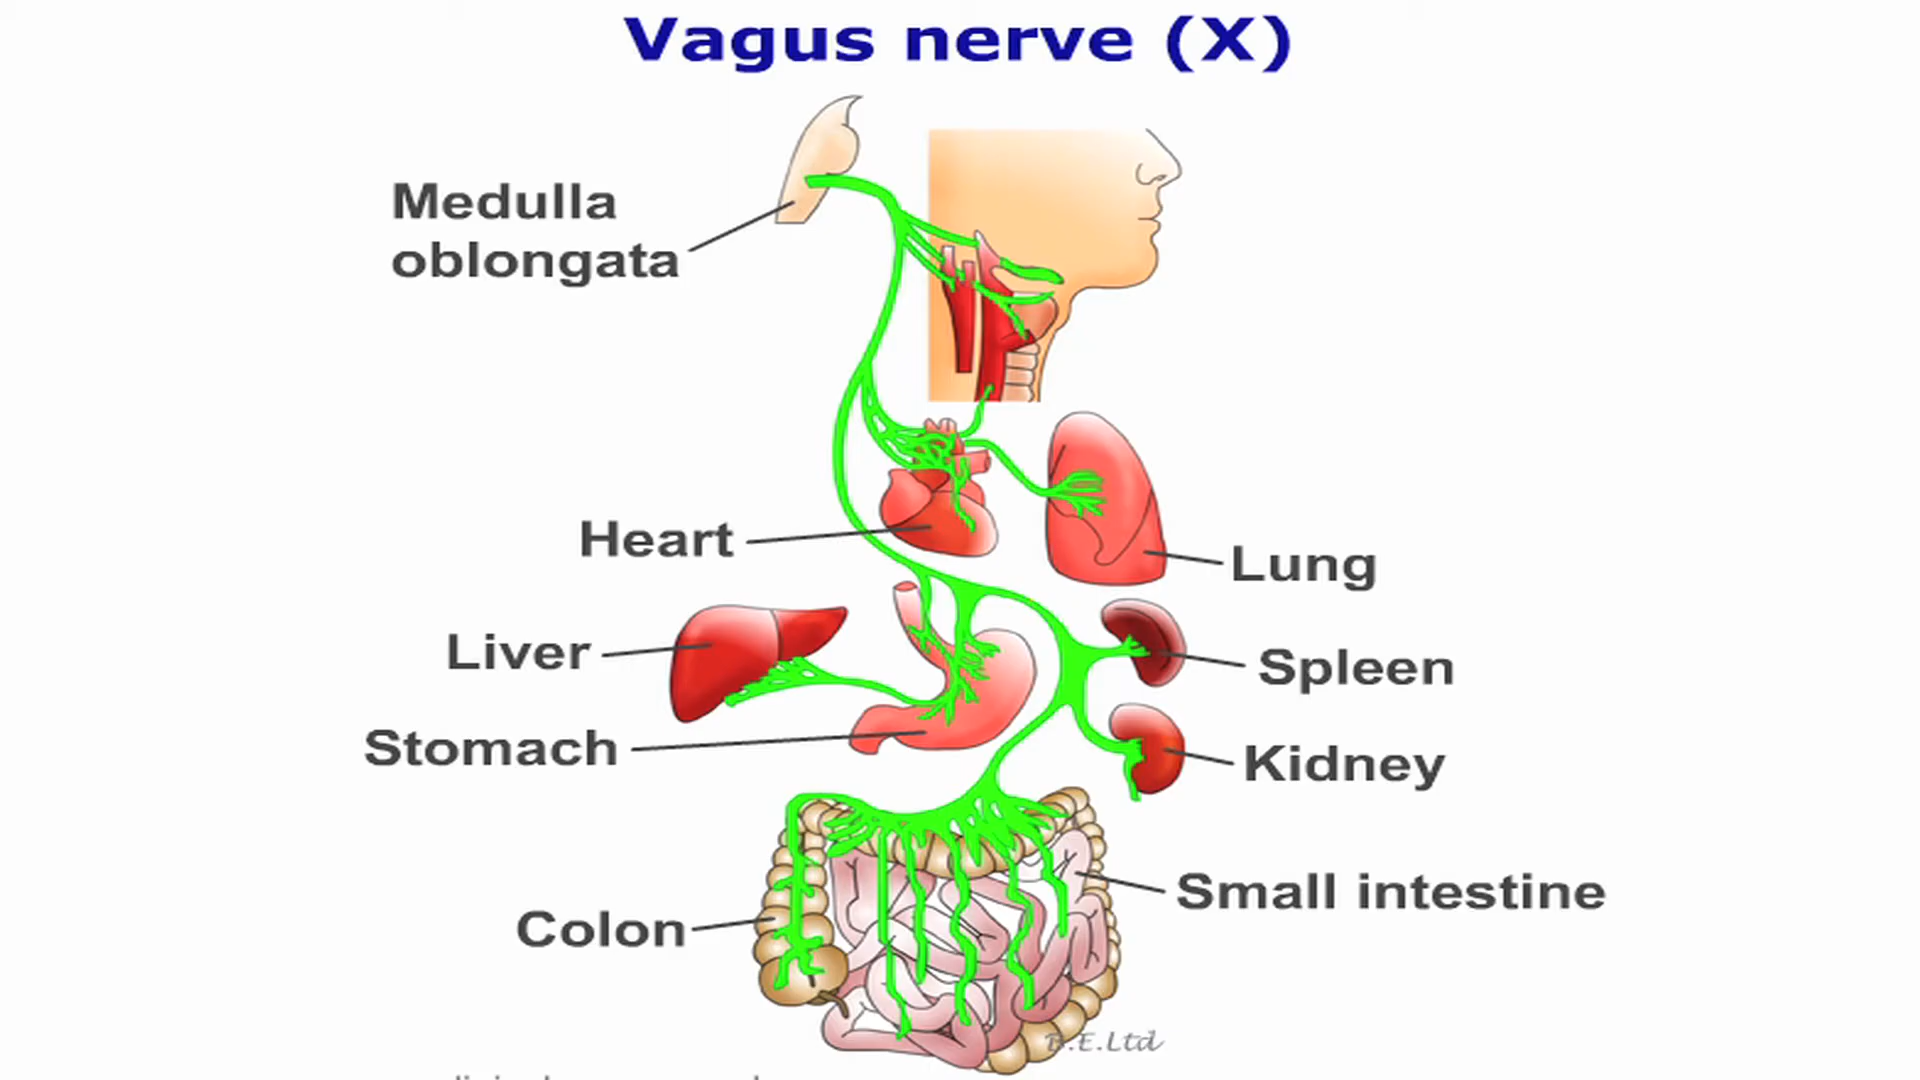 Vagus nerve (X)
Medulla
oblongata
Heart
Lung
Liver
Spleen
Stomach
Kidney
Small intestine
Colon
B.E.Ltd